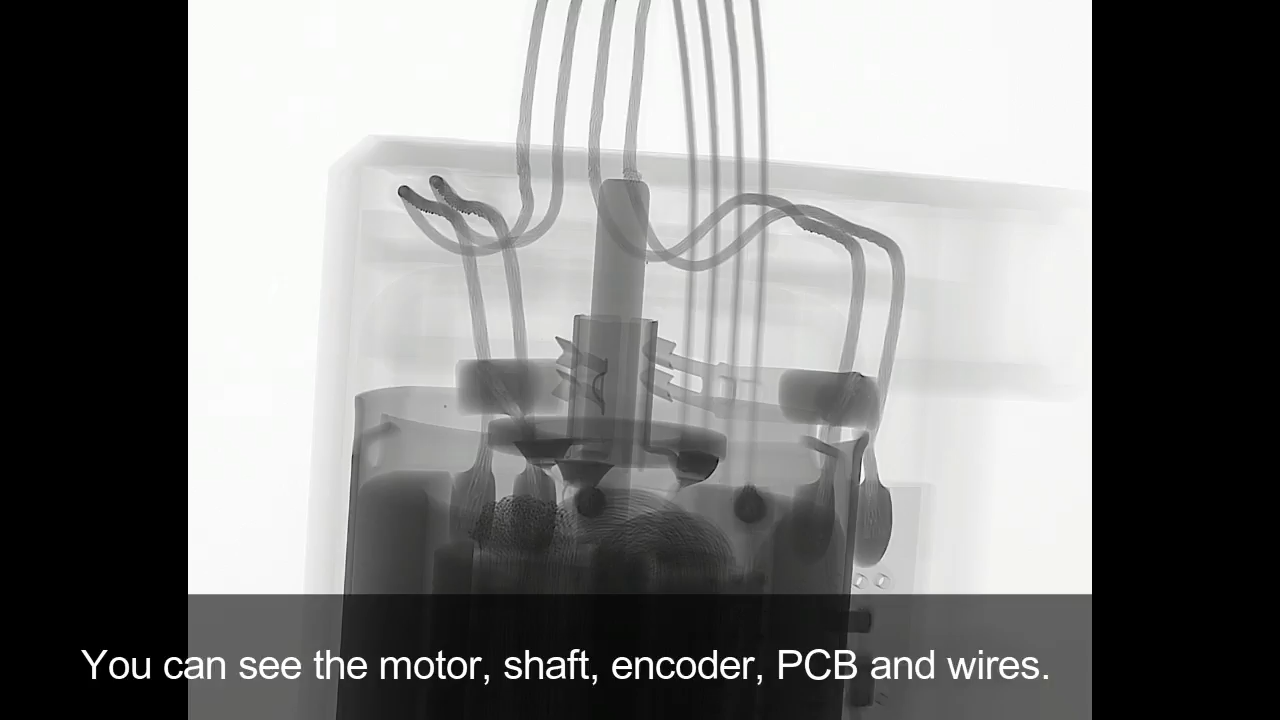 You can see the motor, shaft, encoder, PCB and wires.